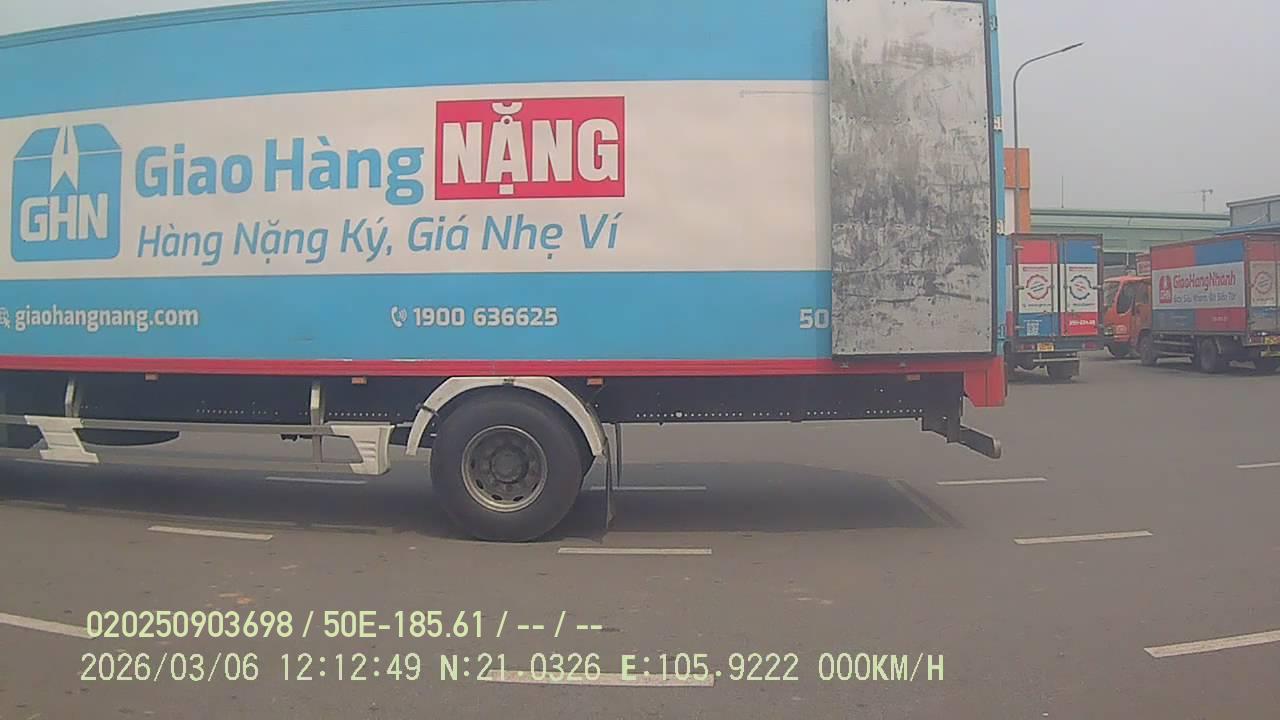 GHN
Giao Hàng NẶNG
Hàng Nặng Ký, Giá Nhẹ Ví
giaohangnang.com
1900 636625
50
GiaoHangNhanh
020250903698 / 50E-185.61 / -- / --
2026/03/06 12:12:49 N:21.0326 E:105.9222 000KM/H